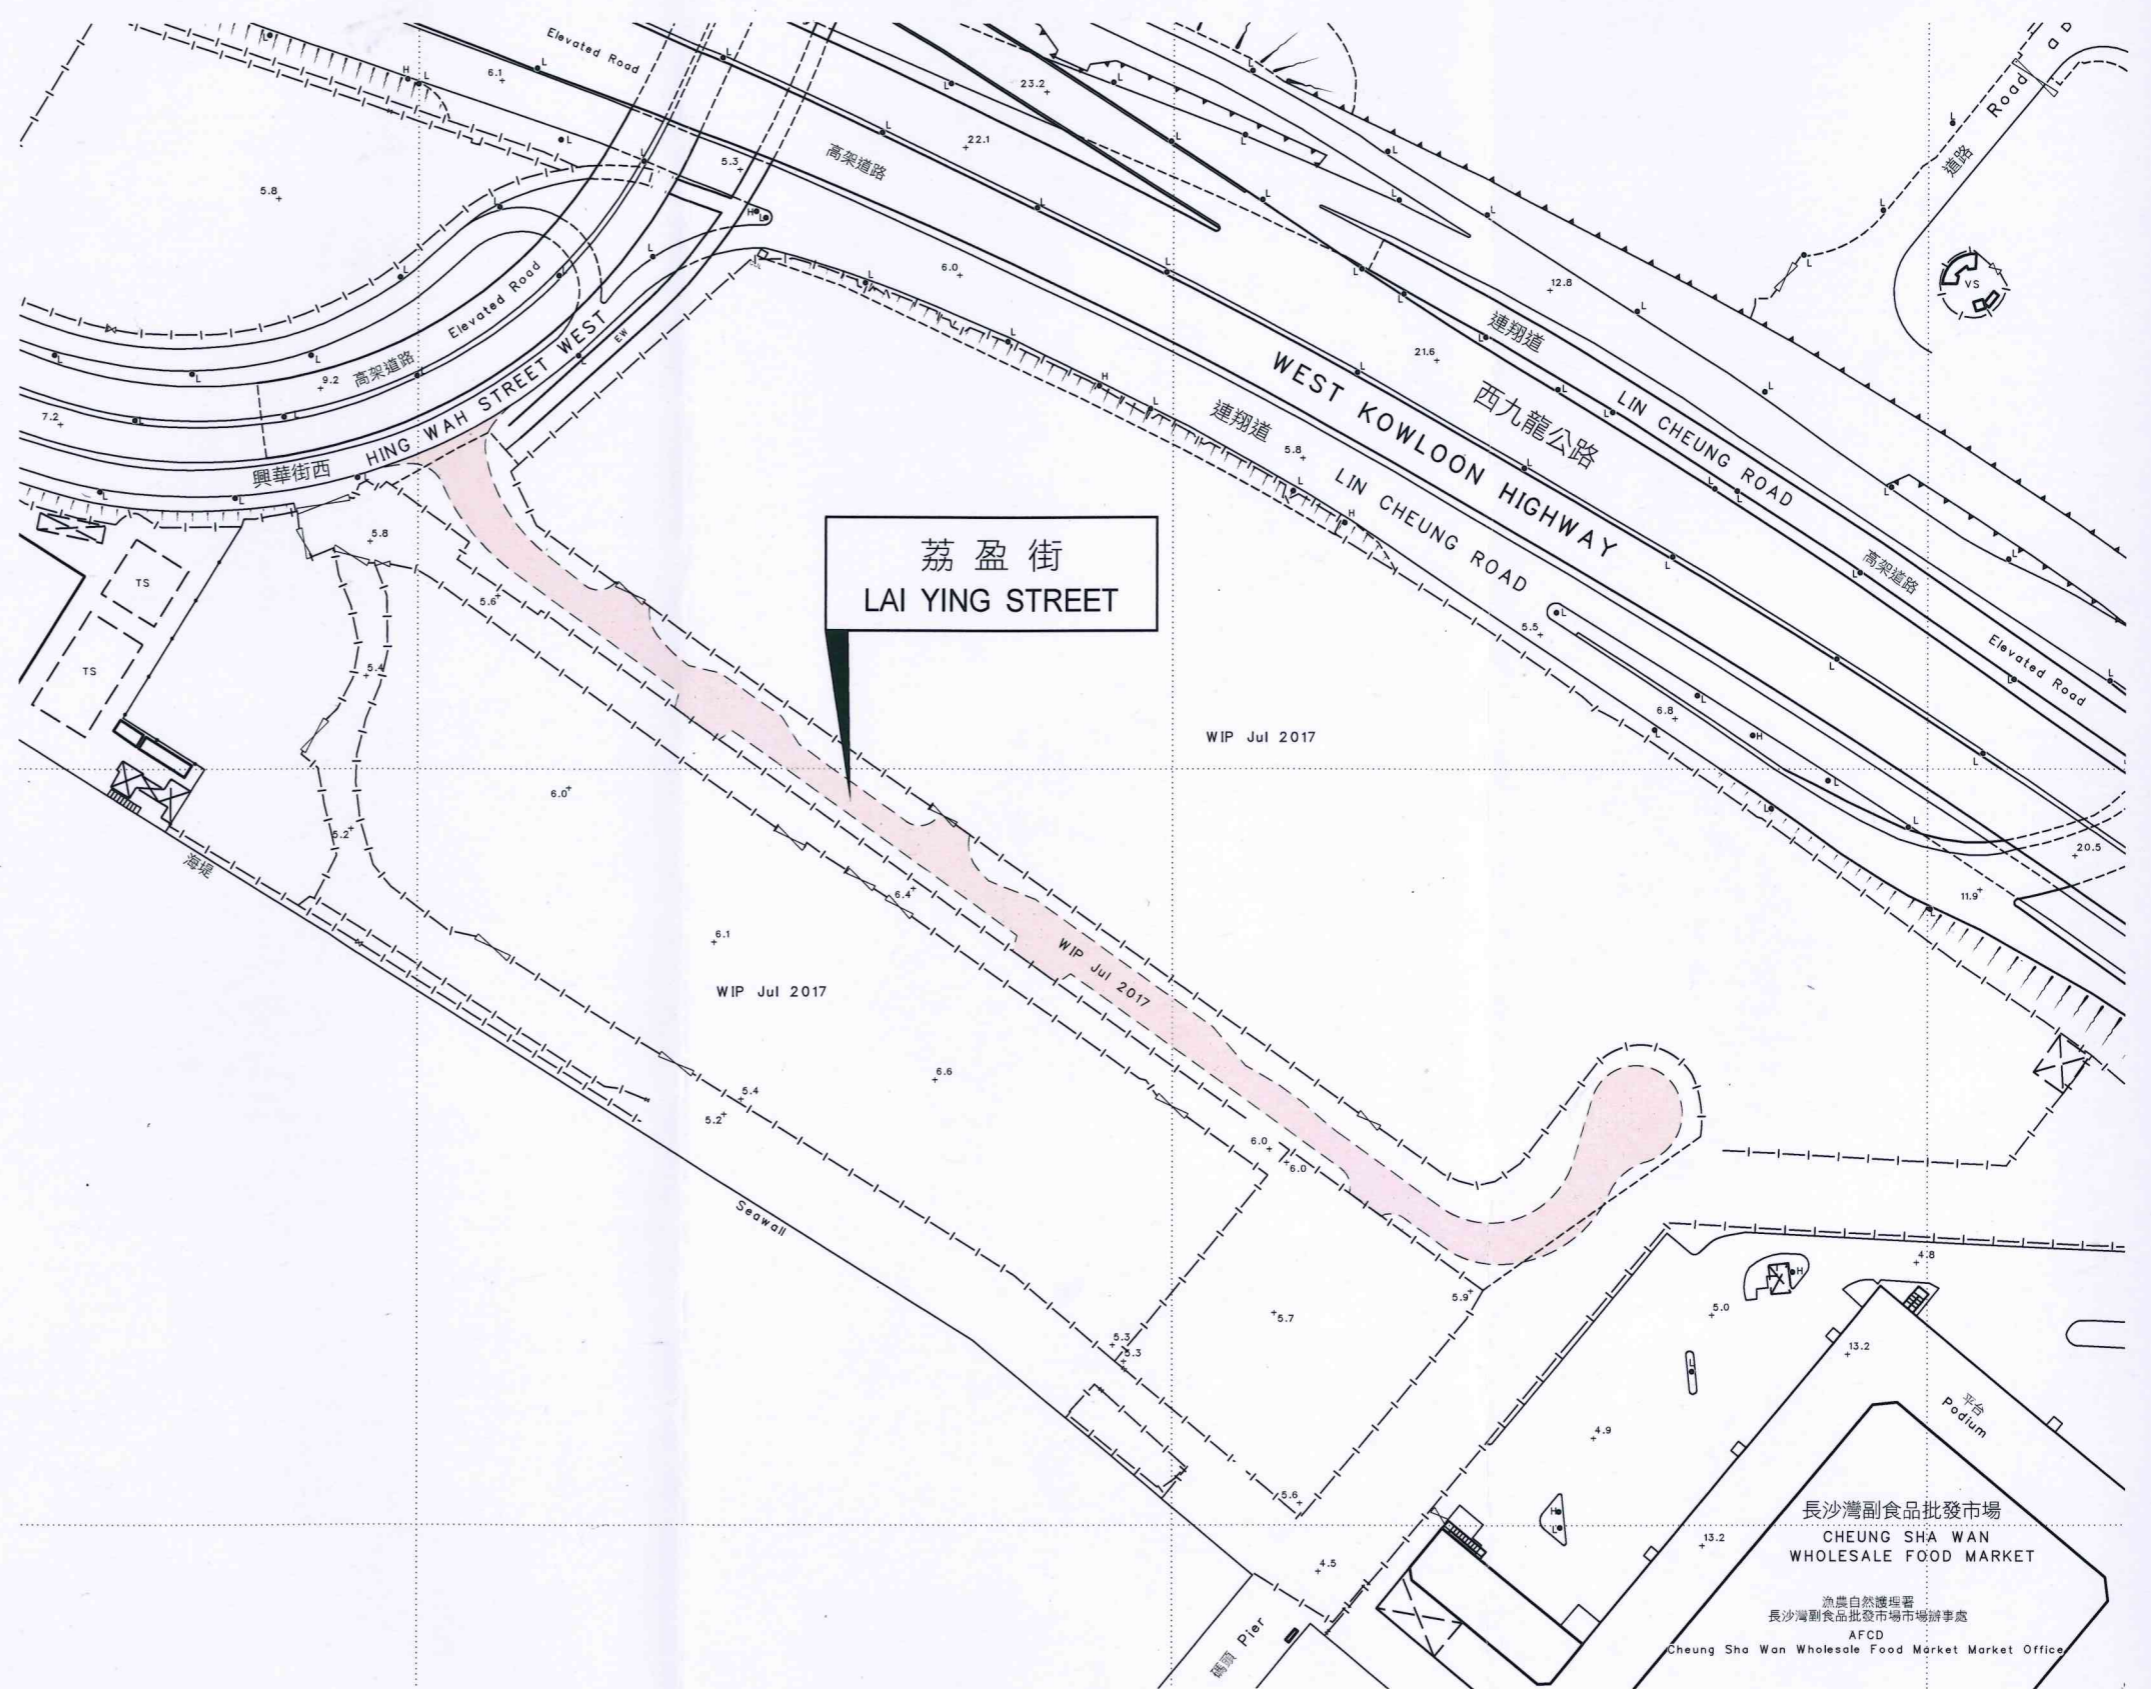 Elevated Road
6.1
23.2
22.1
5.3
高架道路
5.8
Road
道路
VS
6.0
12.8
Elevated Road
高架道路
9.2
7.2
HING WAH STREET WEST
興華街西
EW
連翔道
21.6
WEST KOWLOON HIGHWAY
西九龍公路
LIN CHEUNG ROAD
連翔道
5.8
LIN CHEUNG ROAD
高架道路
Elevated Road
5.8
TS
TS
5.6
5.4
荔盈街
LAI YING STREET
5.5
6.8
WIP Jul 2017
6.0
5.2
海堤
20.5
11.9
6.4
6.1
WIP Jul 2017
WIP Jul 2017
6.6
5.4
5.2
6.0
6.0
Seawall
4.8
5.9
5.7
5.0
13.2
5.3
5.3
平台
Podium
4.9
5.6
13.2
4.5
長沙灣副食品批發市場
CHEUNG SHA WAN
WHOLESALE FOOD MARKET
漁農自然護理署
長沙灣副食品批發市場市場辦事處
AFCD
Cheung Sha Wan Wholesale Food Market Market Office
碼頭 Pier